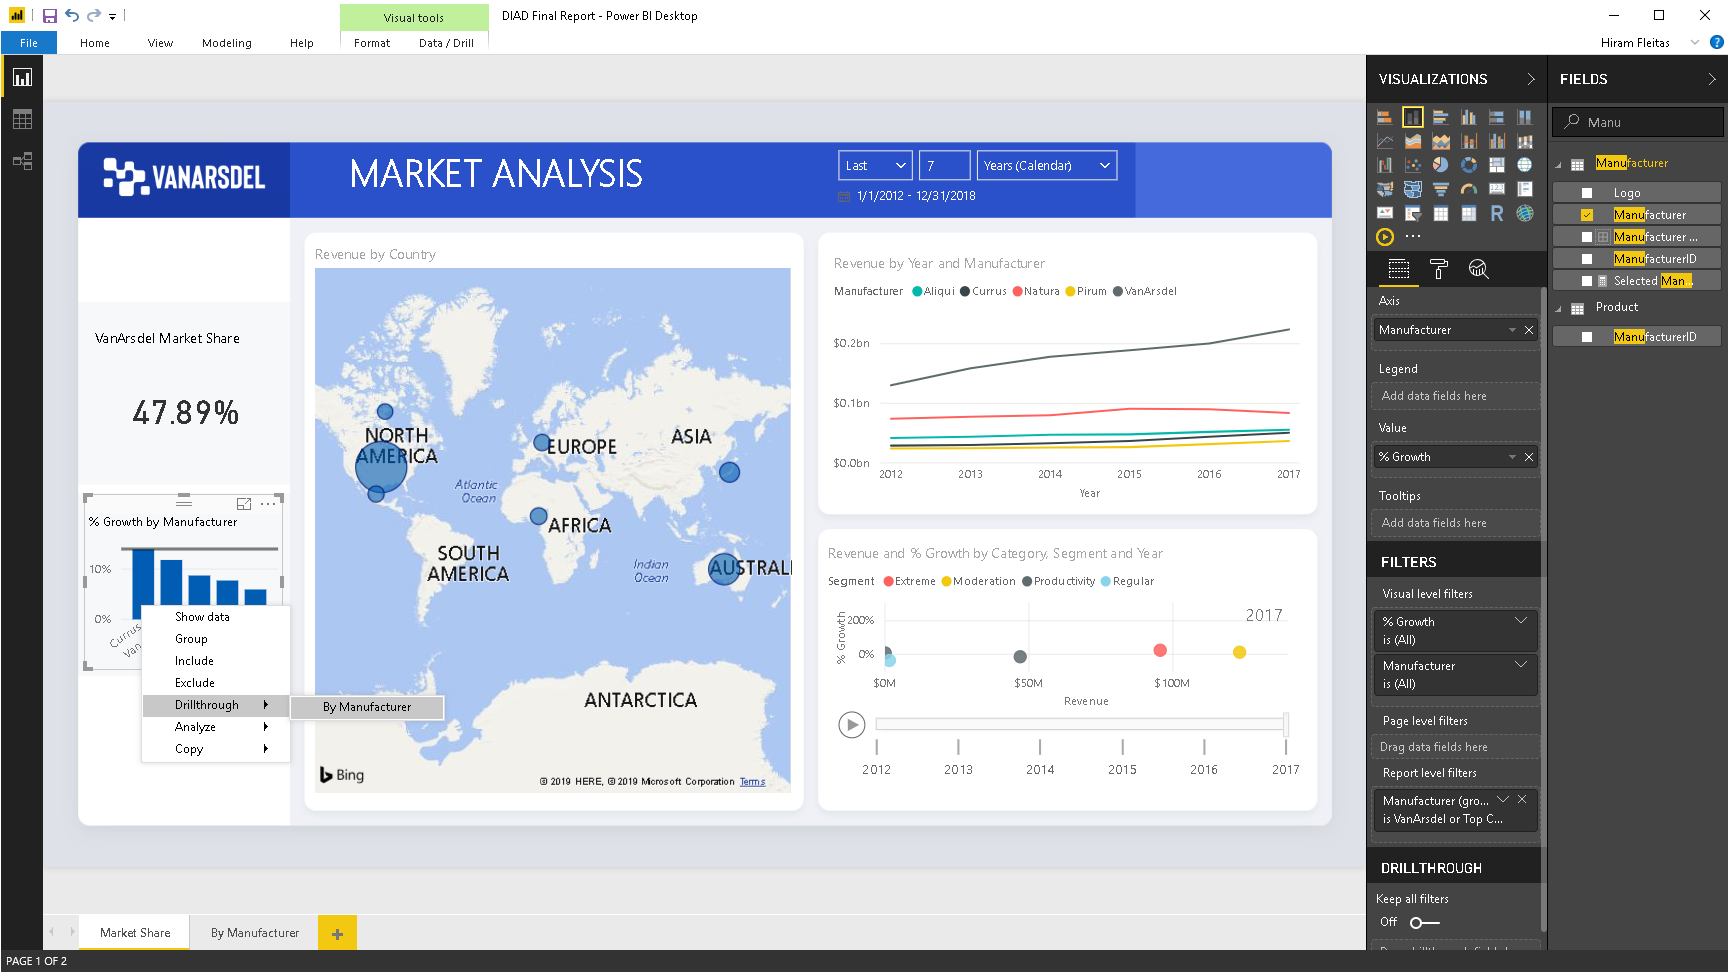 Visual tools
DIAD Final Report - Power BI Desktop
File
Home
View
Modeling
Help
Format
Data / Drill
Hiram Fleitas
VANARSDEL
MARKET ANALYSIS
Last
7
Years (Calendar)
1/1/2012 - 12/31/2018
VanArsdel Market Share
47.89%
% Growth by Manufacturer
10%
0%
Currus
Show data
Group
Include
Exclude
Drillthrough
Analyze
Copy
By Manufacturer
Revenue by Country
NORTH
AMERICA
EUROPE
ASIA
Atlantic
Ocean
AFRICA
SOUTH
AMERICA
Indian
Ocean
AUSTRALI
ANTARCTICA
Bing
© 2019 HERE, © 2019 Microsoft Corporation Terms
Revenue by Year and Manufacturer
Manufacturer Aliqui Currus Natura Pirum VanArsdel
$0.2bn
$0.1bn
$0.0bn
2012 2013 2014 2015 2016 2017
Year
Revenue and % Growth by Category, Segment and Year
Segment Extreme Moderation Productivity Regular
2017
% Growth
200%
0%
$0M $50M $100M
Revenue
2012 2013 2014 2015 2016 2017
VISUALIZATIONS
R
Axis
Manufacturer
Legend
Add data fields here
Value
% Growth
Tooltips
Add data fields here
FILTERS
Visual level filters
% Growth
is (All)
Manufacturer
is (All)
Page level filters
Drag data fields here
Report level filters
Manufacturer (gro...
is VanArsdel or Top C...
DRILLTHROUGH
Keep all filters
Off
FIELDS
Manu
Manufacturer
Logo
Manufacturer
Manufacturer ...
ManufacturerID
Selected Man...
Product
ManufacturerID
Market Share
By Manufacturer
PAGE 1 OF 2